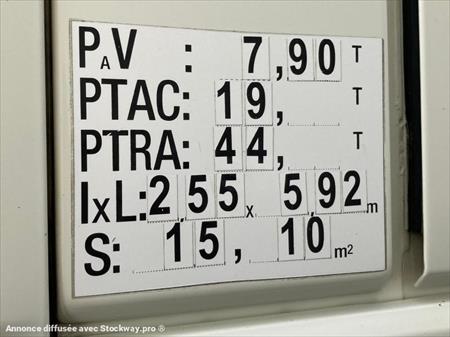 PAV : 7,90 T
PTAC: 19, T
PTRA: 44, T
IxL: 2,55 x 5,92 m
S: 15, 10 m²
Annonce diffusée avec Stockway.pro ®